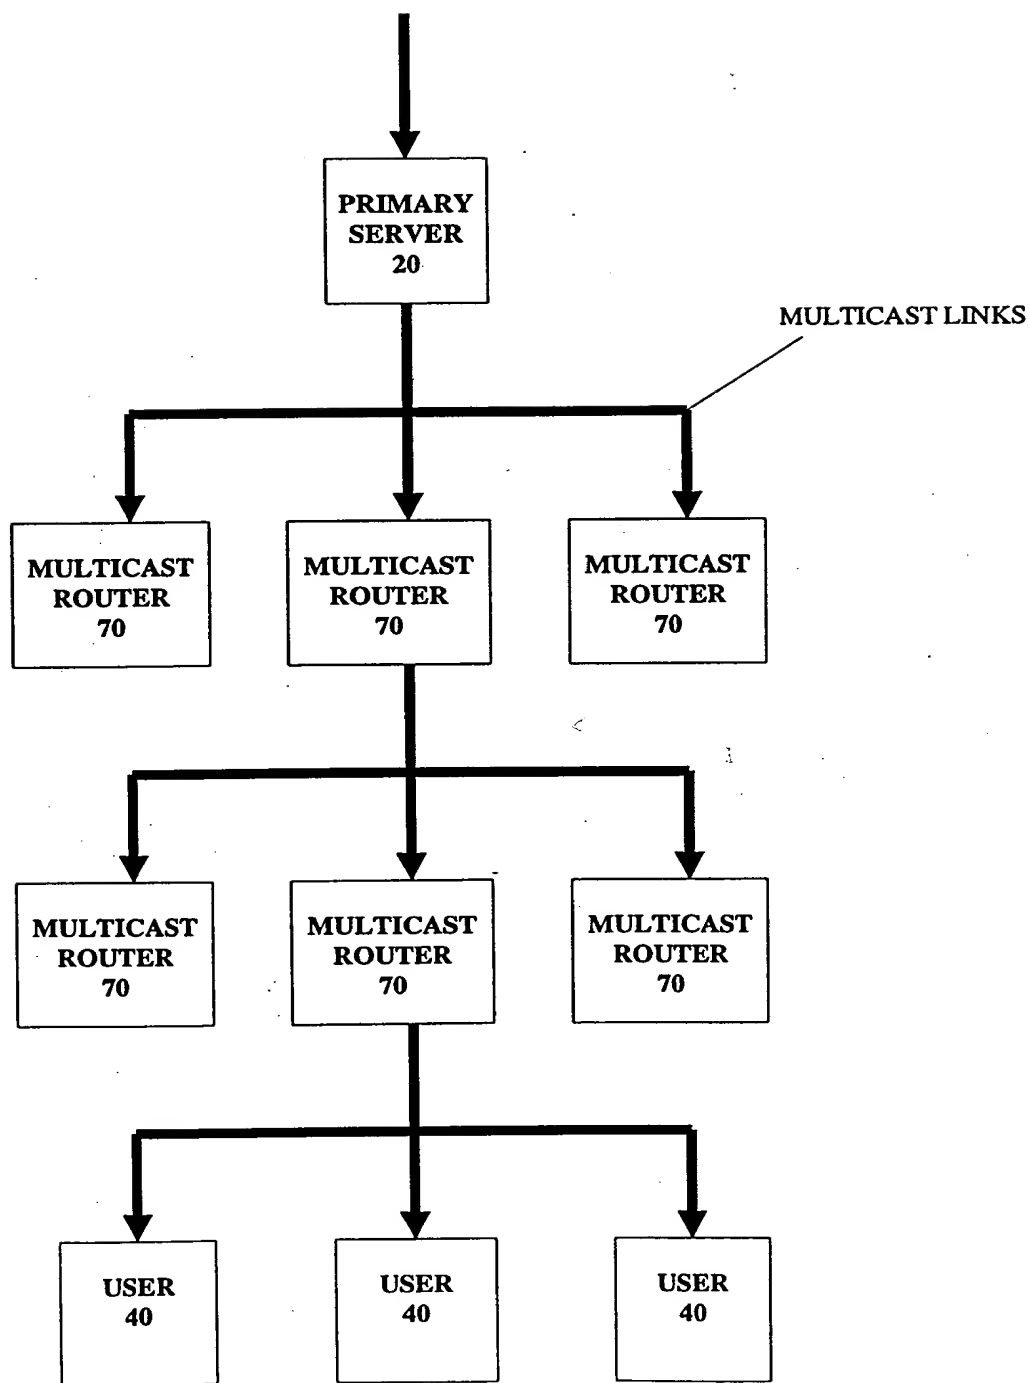 PRIMARY
SERVER
20
MULTICAST LINKS
MULTICAST
ROUTER
70
MULTICAST
ROUTER
70
MULTICAST
ROUTER
70
MULTICAST
ROUTER
70
MULTICAST
ROUTER
70
MULTICAST
ROUTER
70
USER
40
USER
40
USER
40